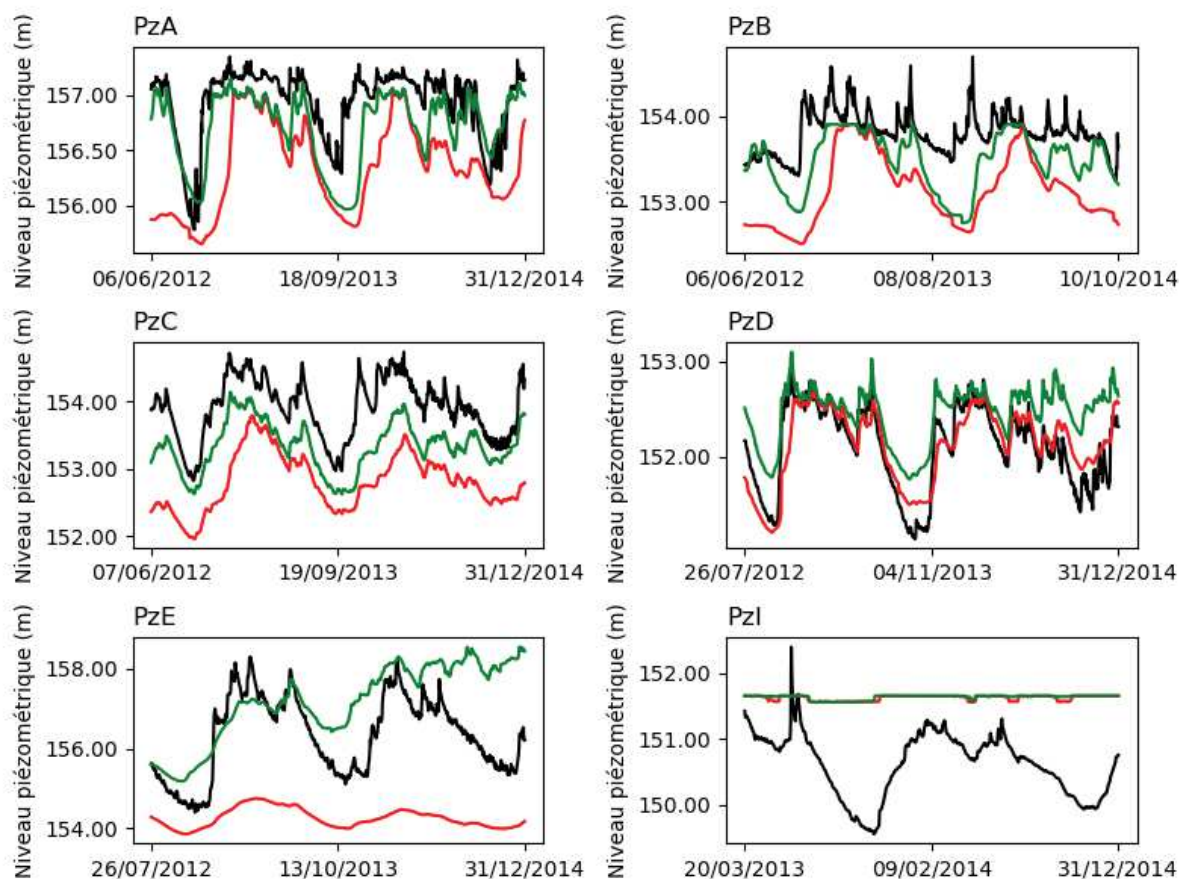 PzA
Niveau piézométrique (m)
157.00
156.50
156.00
06/06/2012 18/09/2013 31/12/2014
PzB
Niveau piézométrique (m)
154.00
153.00
06/06/2012 08/08/2013 10/10/2014
PzC
Niveau piézométrique (m)
154.00
153.00
152.00
07/06/2012 19/09/2013 31/12/2014
PzD
Niveau piézométrique (m)
153.00
152.00
26/07/2012 04/11/2013 31/12/2014
PzE
Niveau piézométrique (m)
158.00
156.00
154.00
26/07/2012 13/10/2013 31/12/2014
PzI
Niveau piézométrique (m)
152.00
151.00
150.00
20/03/2013 09/02/2014 31/12/2014